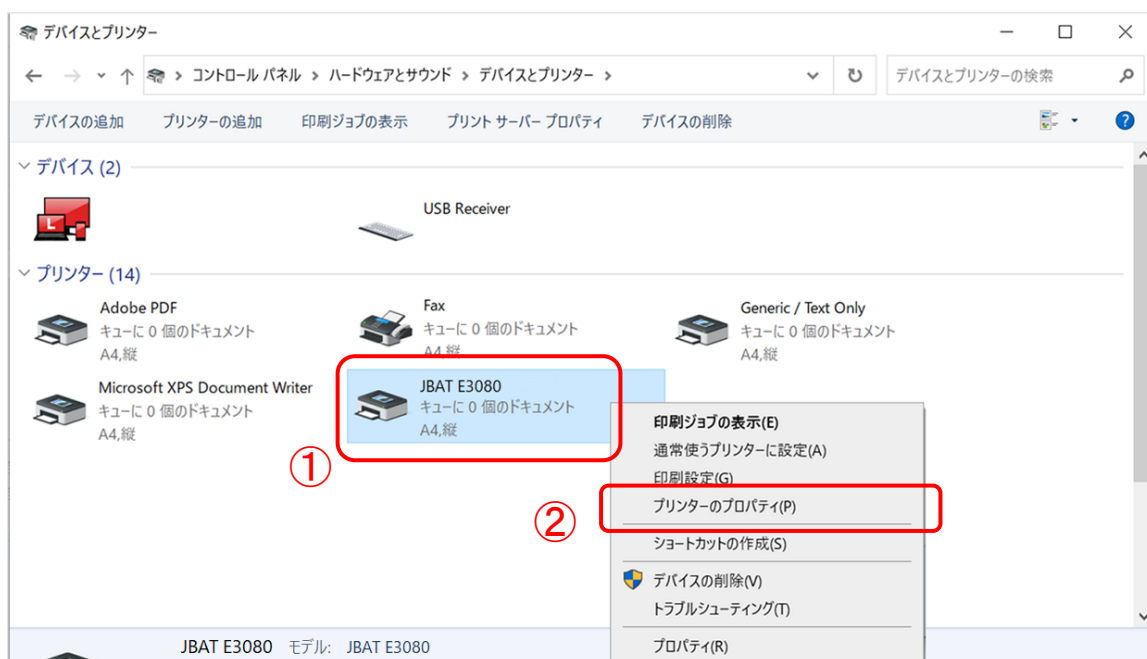 デバイスとプリンター
コントロール パネル > ハードウェアとサウンド > デバイスとプリンター >
デバイスとプリンターの検索
デバイスの追加 プリンターの追加 印刷ジョブの表示 プリント サーバー プロパティ デバイスの削除
デバイス (2)
L
USB Receiver
プリンター (14)
Adobe PDF
キューに 0 個のドキュメント
A4,縦
Fax
キューに 0 個のドキュメント
A4,縦
Generic / Text Only
キューに 0 個のドキュメント
A4,縦
Microsoft XPS Document Writer
キューに 0 個のドキュメント
A4,縦
JBAT E3080
キューに 0 個のドキュメント
A4,縦
①
印刷ジョブの表示(E)
通常使うプリンターに設定(A)
印刷設定(G)
プリンターのプロパティ(P)
②
ショートカットの作成(S)
デバイスの削除(V)
トラブルシューティング(T)
プロパティ(R)
JBAT E3080 モデル: JBAT E3080